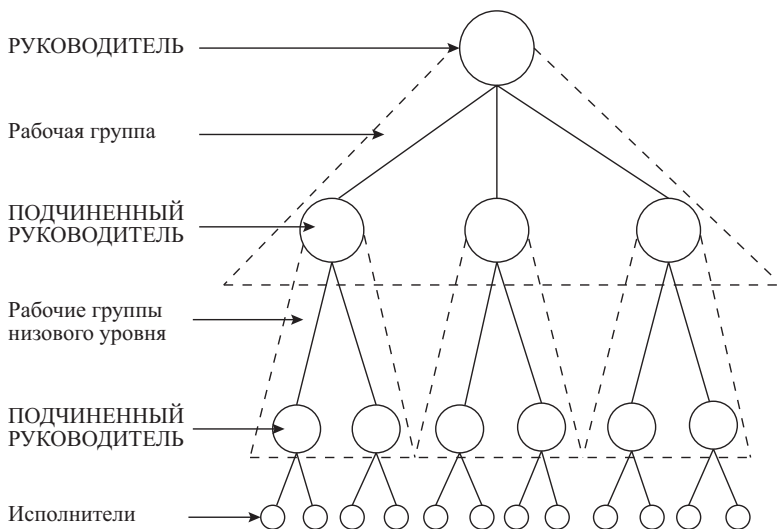 РУКОВОДИТЕЛЬ
Рабочая группа
ПОДЧИНЕННЫЙ
РУКОВОДИТЕЛЬ
Рабочие группы
низового уровня
ПОДЧИНЕННЫЙ
РУКОВОДИТЕЛЬ
Исполнители